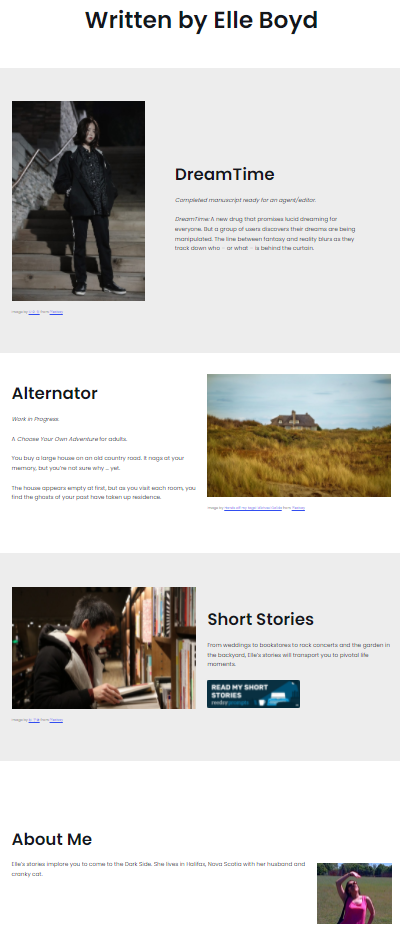 Written by Elle Boyd
DreamTime
Completed manuscript ready for an agent/editor.
DreamTime: A new drug that promises lucid dreaming for
everyone. But a group of users discovers their dreams are being
manipulated. The line between fantasy and reality blurs as they
track down who - or what - is behind the curtain.
Image by from
Alternator
Work in Progress.
A Choose Your Own Adventure for adults.
You buy a large house on an old country road. It nags at your
memory, but you're not sure why ... yet.
The house appears empty at first, but as you visit each room, you
find the ghosts of your past have taken up residence.
Image by from
Short Stories
From weddings to bookstores to rock concerts and the garden in
the backyard, Elle's stories will transport you to pivotal life
moments.
READ MY SHORT
STORIES
reedsyprompts
Image by from
About Me
Elle's stories implore you to come to the Dark Side. She lives in Halifax, Nova Scotia with her husband and
cranky cat.